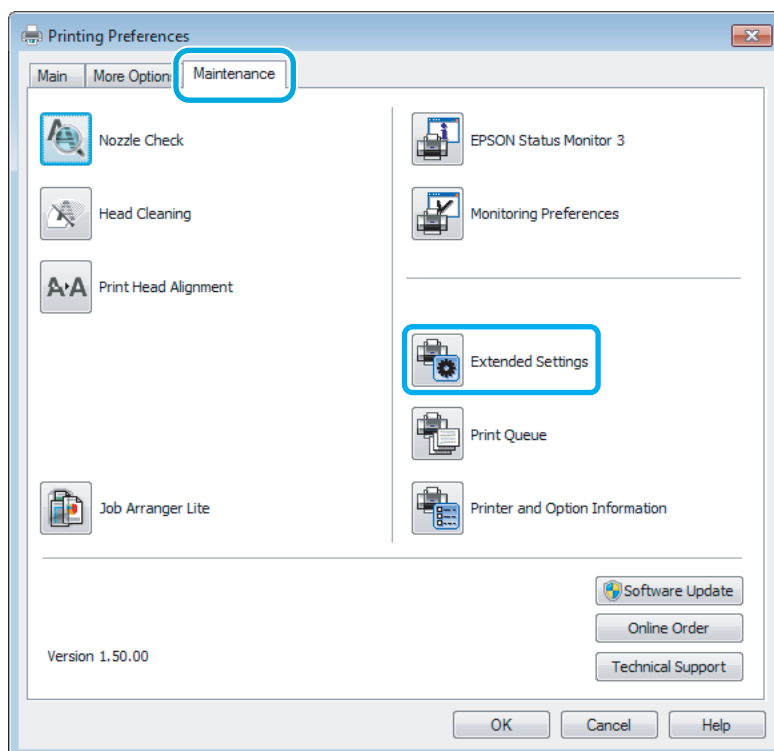 Printing Preferences
Main
More Option
Maintenance
Nozzle Check
Head Cleaning
Print Head Alignment
Job Arranger Lite
EPSON Status Monitor 3
Monitoring Preferences
Extended Settings
Print Queue
Printer and Option Information
Software Update
Online Order
Technical Support
Version 1.50.00
OK
Cancel
Help